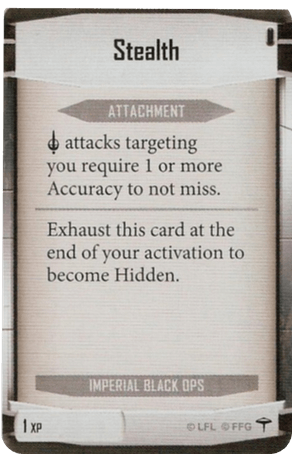 Stealth
ATTACHMENT
attacks targeting
you require 1 or more
Accuracy to not miss.
Exhaust this card at the
end of your activation to
become Hidden.
IMPERIAL BLACK OPS
1 XP
© LFL © FFG